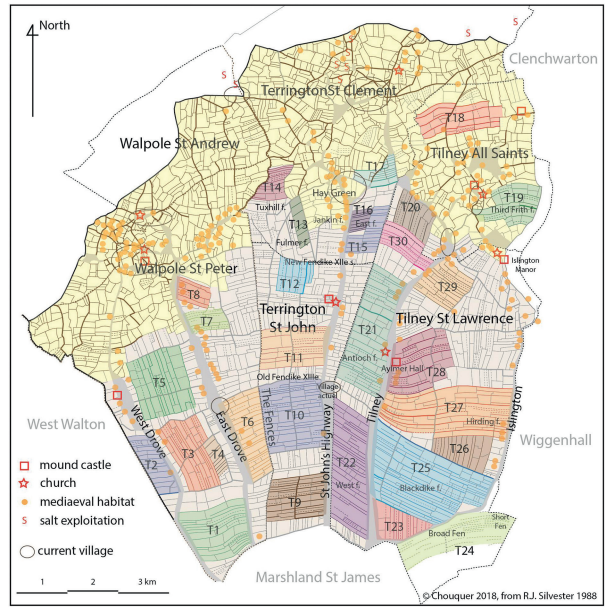 North
S
S
Clenchwarton
S
S
S
S
S
Terrington St Clement
T18
Walpole St Andrew
Tilney All Saints
T17
T14
Hay Green
T19
Tuxhill f.
T13
Jankin f.
T16
East f.
T20
Third Frith f.
Fulmer f.
T15
T30
New Fendike XIIe s.
Islington
Manor
Walpole St Peter
T12
T29
T8
Terrington
St John
T7
T21
Tilney St Lawrence
T11
Antioch f.
Aylmer Hall
T28
T5
Old Fendike XIIIe
Village
actuel
West Walton
West Drove
East Drove
The Fences
T6
T10
St John's Highway
Tilney
T27
Hirding f.
Islington
Wiggenhall
T2
T3
T4
T22
West f.
T26
T25
Blackdike f.
mound castle
church
mediaeval habitat
S salt exploitation
current village
T1
T9
T23
Broad Fen
Short
Fen
T24
1 2 3 km
Marshland St James
© Chouquer 2018, from R.J. Silvester 1988